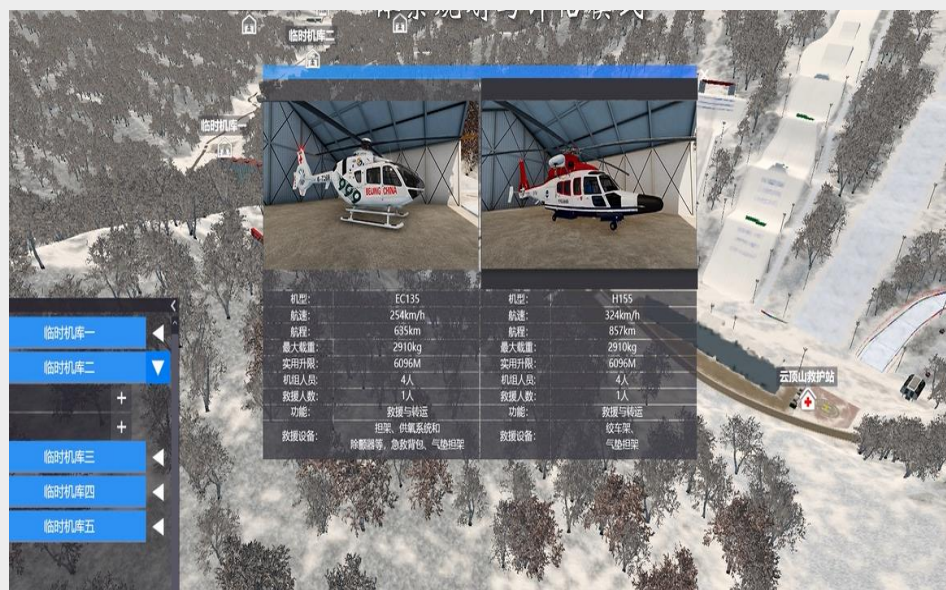 临时机库二
临时机库一
999
BEIJING CHINA
机型: EC135 机型: H155
航速: 254km/h 航速: 324km/h
航程: 635km 航程: 857km
最大载重: 2910kg 最大载重: 2910kg
实用升限: 6096M 实用升限: 6096M
机组人员: 4人 机组人员: 4人
救援人数: 1人 救援人数: 1人
功能: 救援与转运 功能: 救援与转运
救援设备: 担架、供氧系统和 救援设备: 绞车架、
除颤器等，急救背包、气垫担架 气垫担架
临时机库一
临时机库二
+
+
临时机库三
临时机库四
临时机库五
云顶山救护站